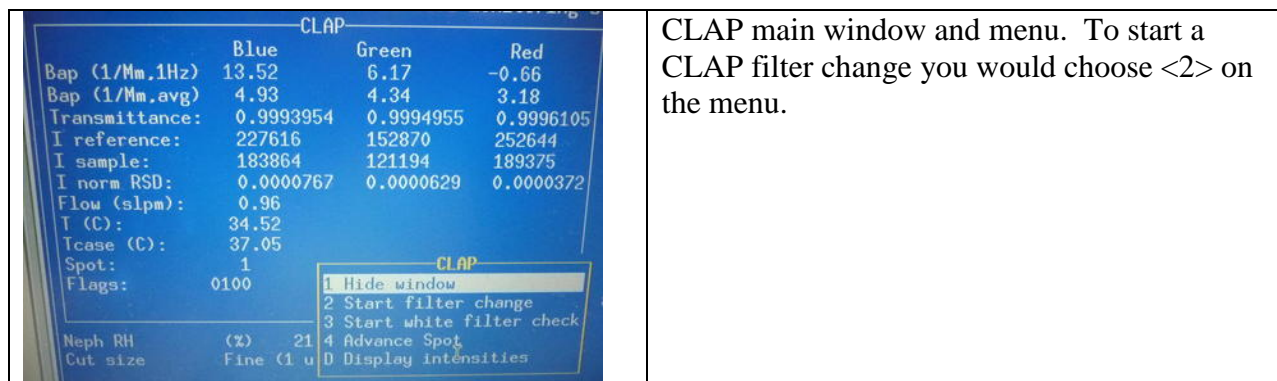 CLAP
Blue Green Red
Bap (1/Mm,1Hz) 13.52 6.17 -0.66
Bap (1/Mm,avg) 4.93 4.34 3.18
Transmittance: 0.9993954 0.9994955 0.9996105
I reference: 227616 152870 252644
I sample: 183864 121194 189375
I norm RSD: 0.0000767 0.0000629 0.0000372
Flow (slpm): 0.96
T (C): 34.52
Tcase (C): 37.05
Spot: 1
Flags: 0100
Neph RH (%) 21
Cut size Fine (1 u
CLAP
1 Hide window
2 Start filter change
3 Start white filter check
4 Advance Spot
D Display intensities
CLAP main window and menu. To start a
CLAP filter change you would choose <2> on
the menu.